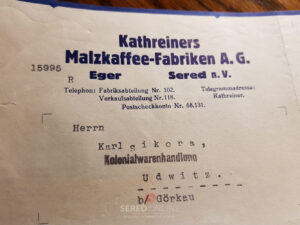 Kathreiners
Malzkaffee-Fabriken A. G.
15995
R
Eger Sered n. V.
Telephon: Fabriksabteilung Nr. 102.
Verkaufsabteilung Nr. 118.
Telegrammadresse:
Kathreiner.
Postscheckkonto Nr. 68,131.
Herrn
Karl Sikora,
Kolonialwarenhandlung
Udwitz.
b/Görkau
SERED ONLINE